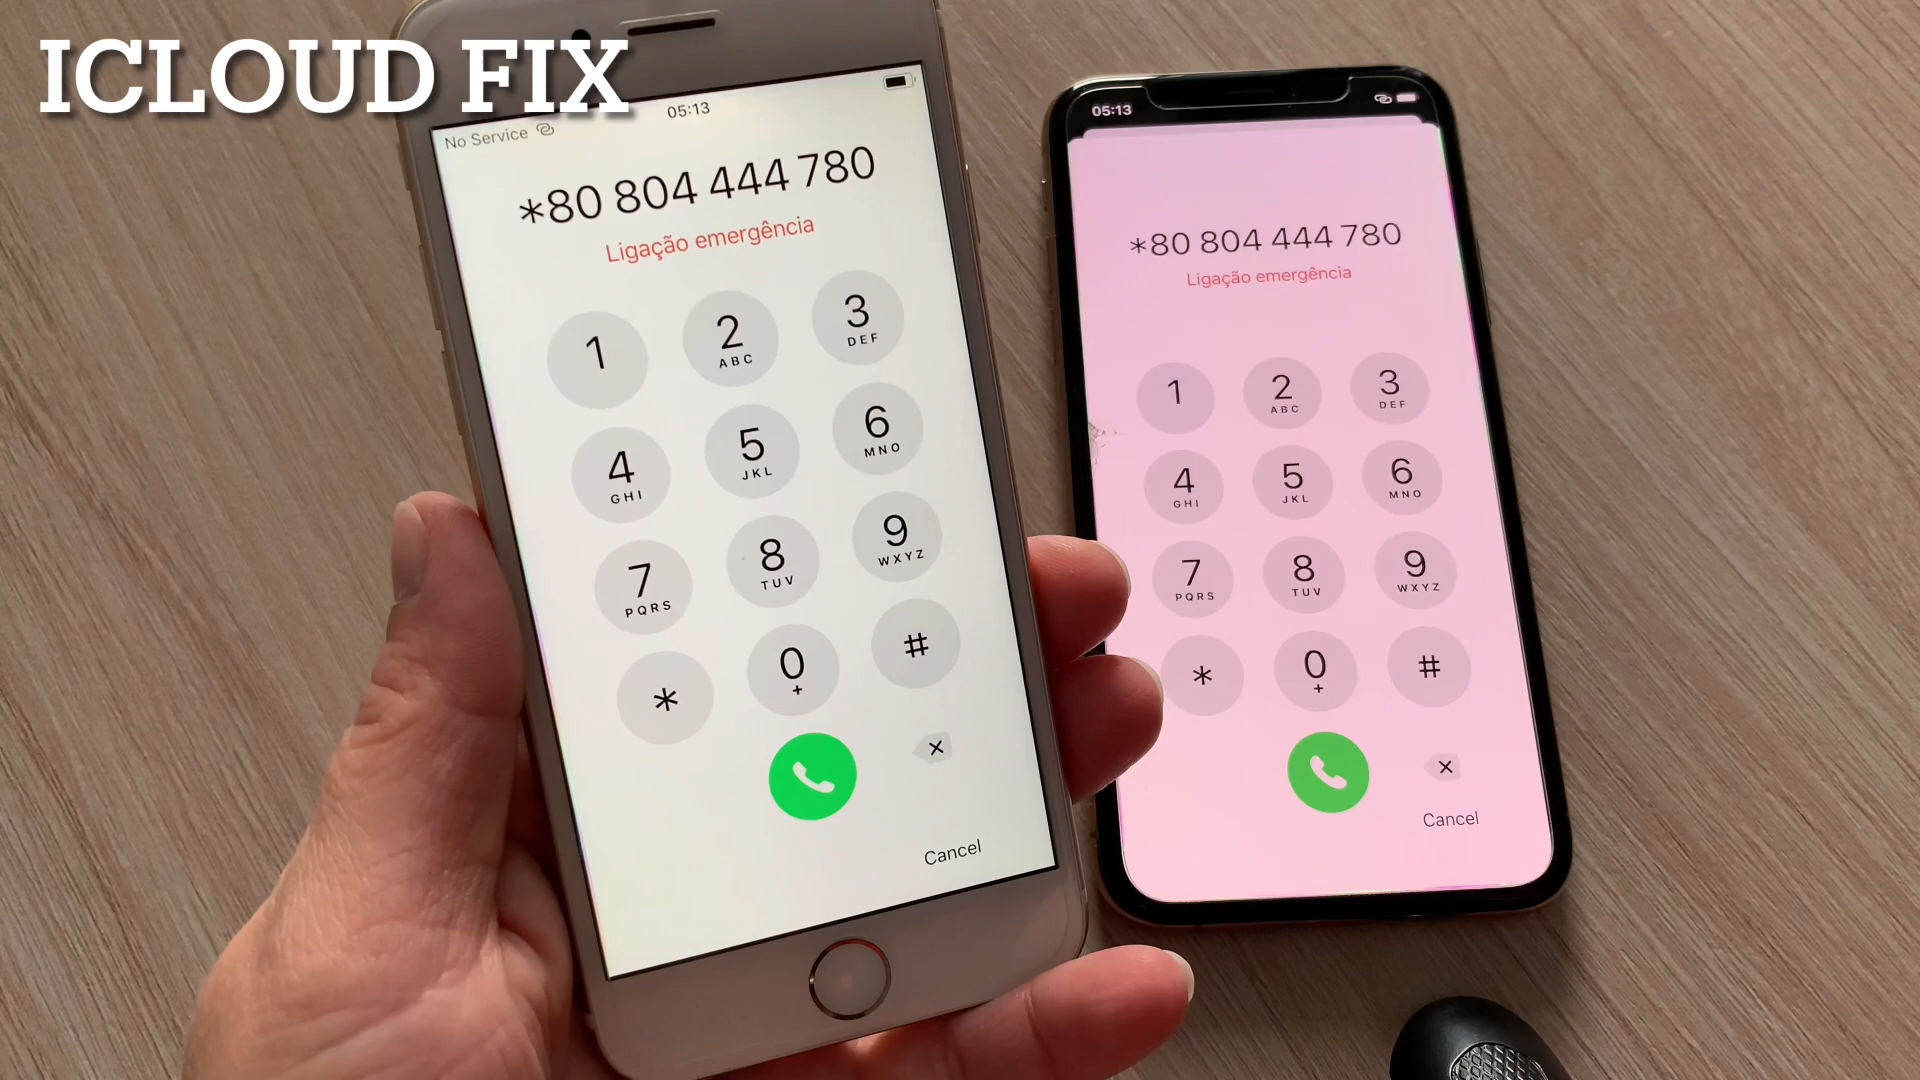 ICLOUD FIX
No Service 05:13
*80 804 444 780
Ligação emergência
1 2 3
ABC DEF
4 5 6
GHI JKL MNO
7 8 9
PQRS TUV WXYZ
* 0 #
+
Cancel
05:13
*80 804 444 780
Ligação emergência
1 2 3
ABC DEF
4 5 6
GHI JKL MNO
7 8 9
PQRS TUV WXYZ
* 0 #
+
Cancel